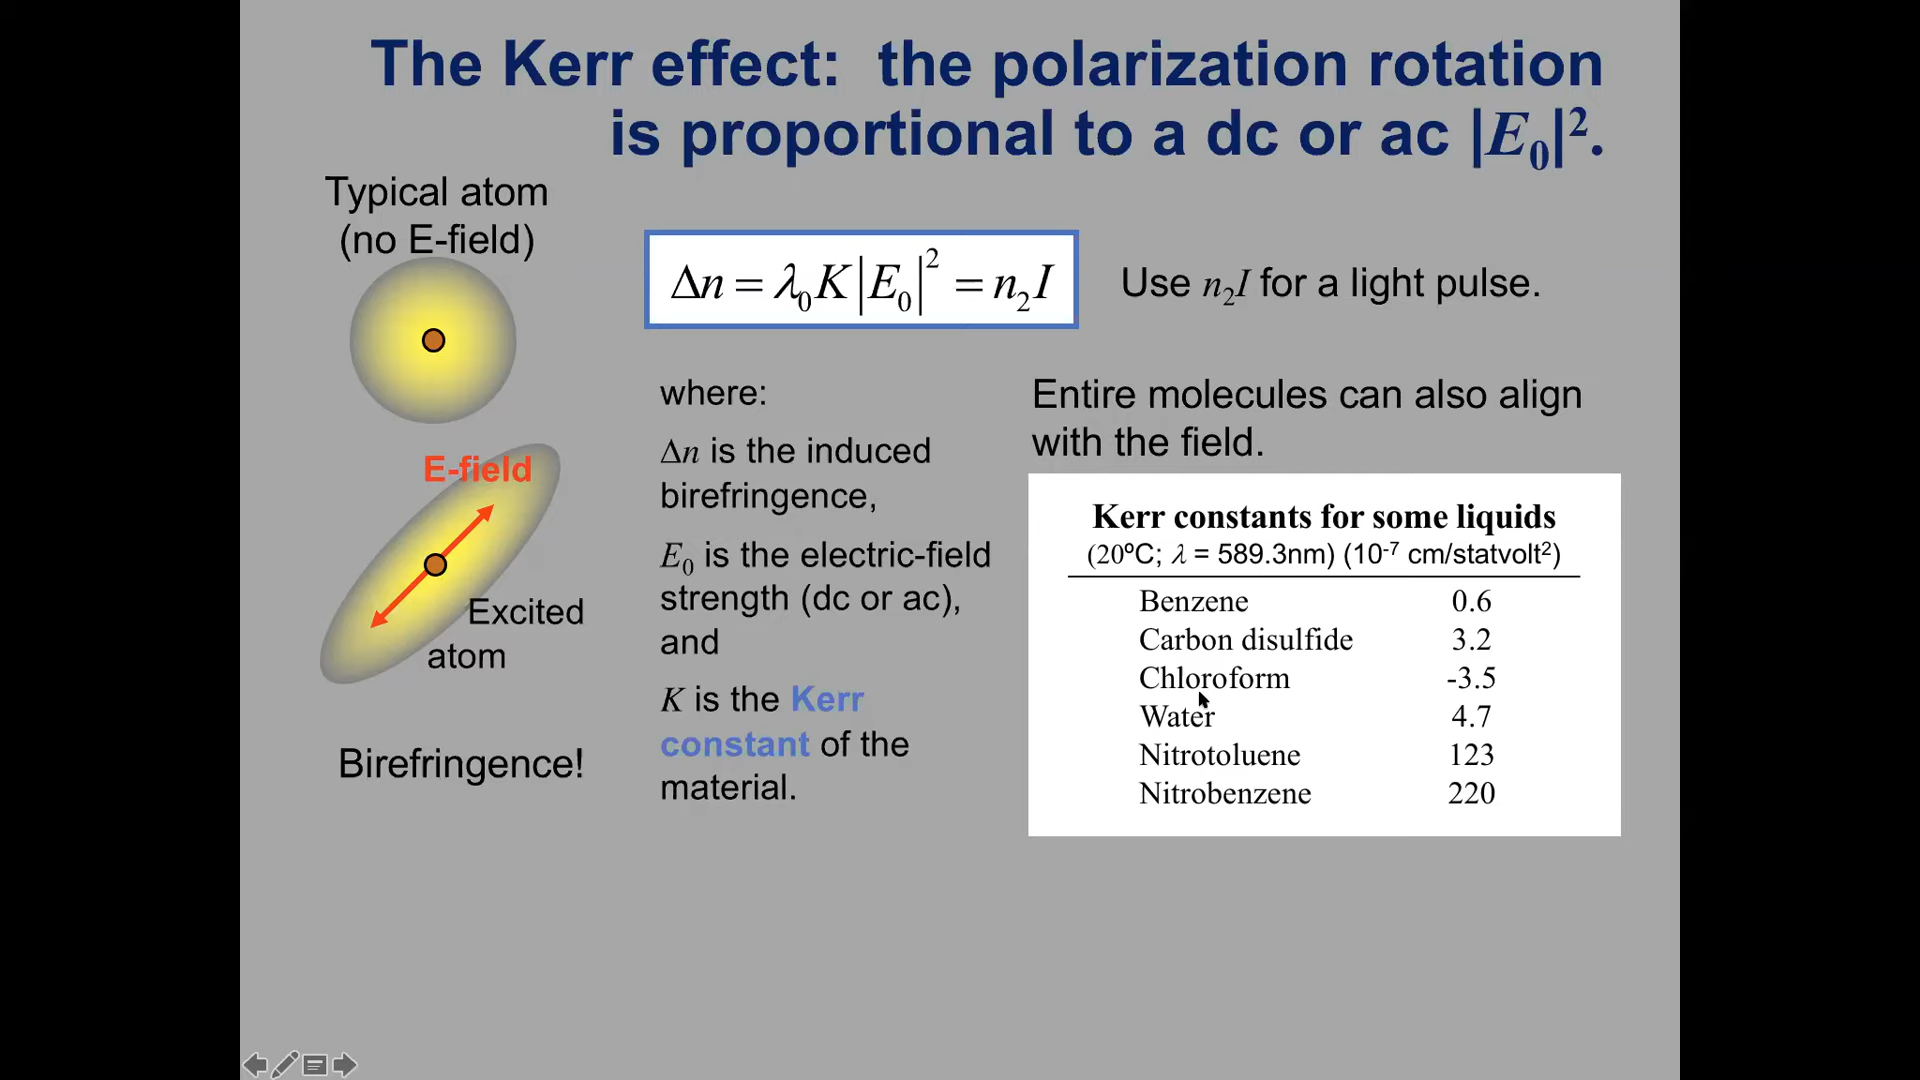 The Kerr effect: the polarization rotation
is proportional to a dc or ac |E₀|².
Typical atom
(no E-field)
Δn = λ₀K|E₀|² = n₂I
Use n₂I for a light pulse.
E-field
Excited
atom
Birefringence!
where:
Δn is the induced
birefringence,
E₀ is the electric-field
strength (dc or ac),
and
K is the Kerr
constant of the
material.
Entire molecules can also align
with the field.
Kerr constants for some liquids
(20ºC; λ = 589.3nm) (10⁻⁷ cm/statvolt²)
Benzene 0.6
Carbon disulfide 3.2
Chloroform -3.5
Water 4.7
Nitrotoluene 123
Nitrobenzene 220